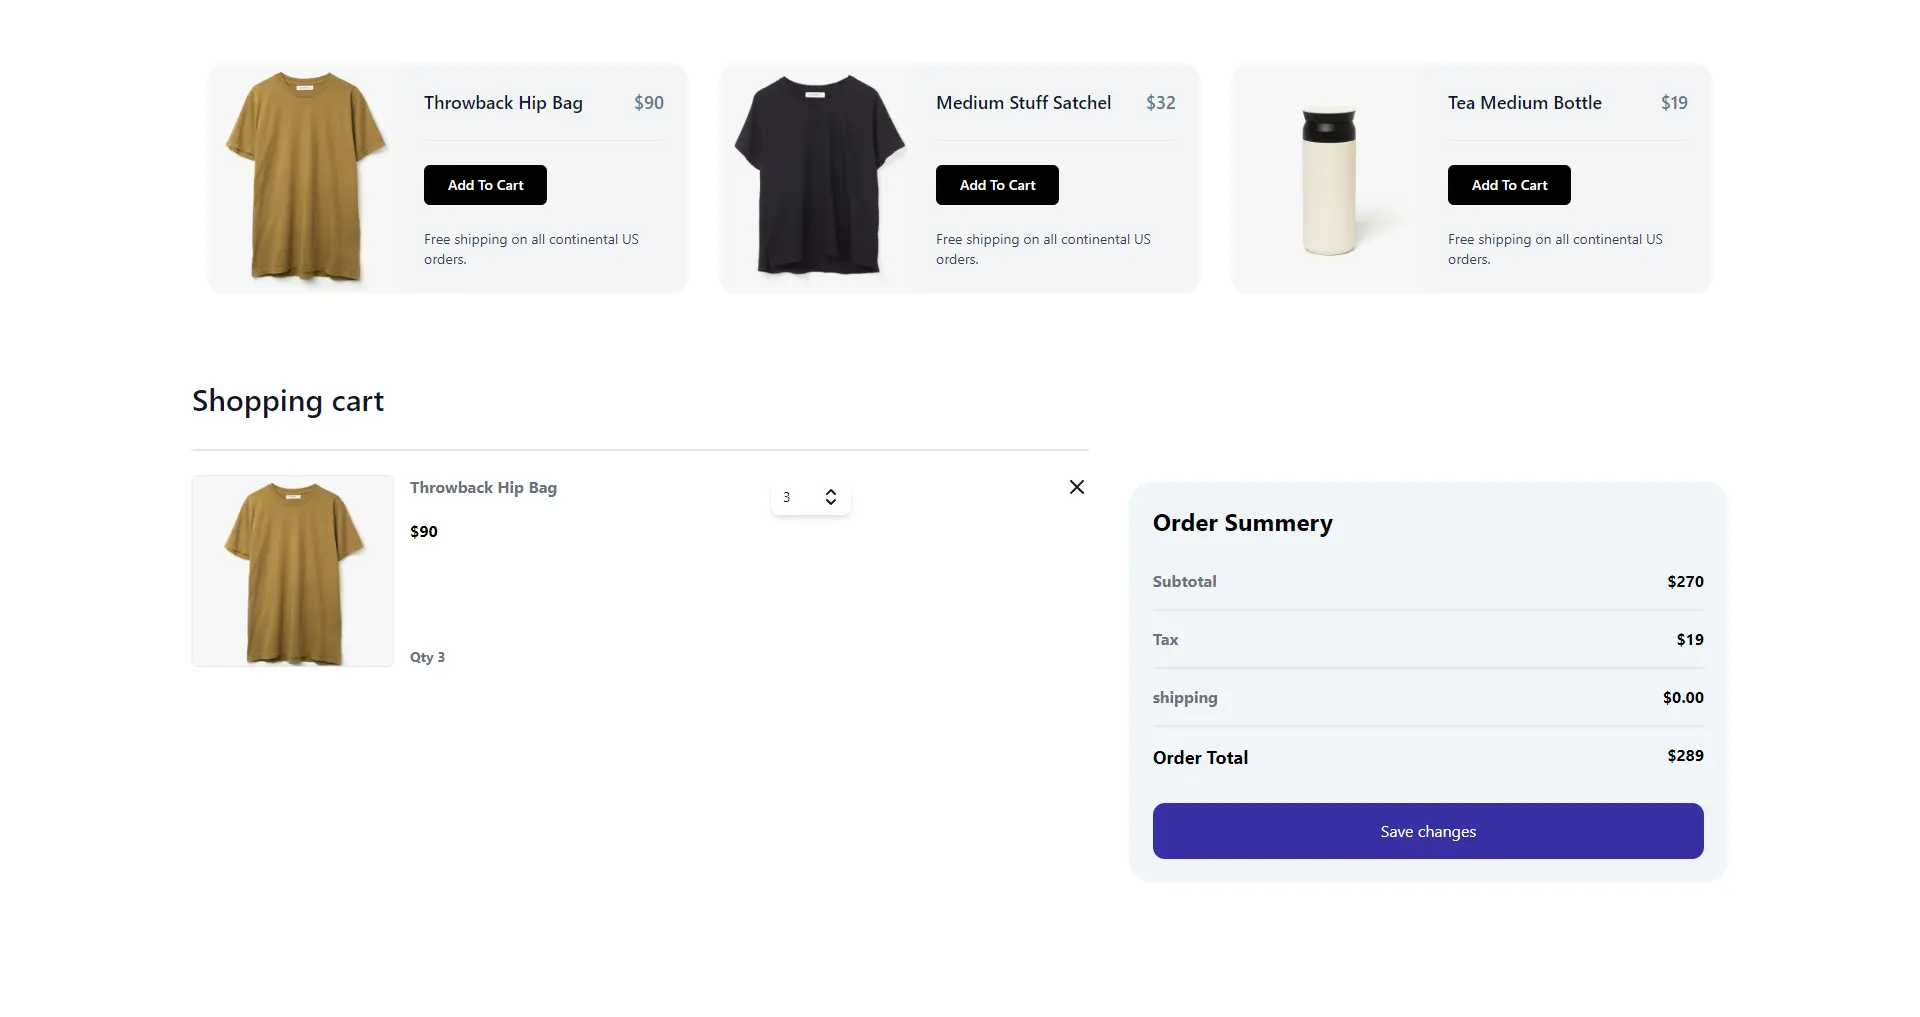 Throwback Hip Bag $90
Add To Cart
Free shipping on all continental US
orders.
Medium Stuff Satchel $32
Add To Cart
Free shipping on all continental US
orders.
Tea Medium Bottle $19
Add To Cart
Free shipping on all continental US
orders.
Shopping cart
Throwback Hip Bag
3
$90
Qty 3
Order Summery
Subtotal $270
Tax $19
shipping $0.00
Order Total $289
Save changes